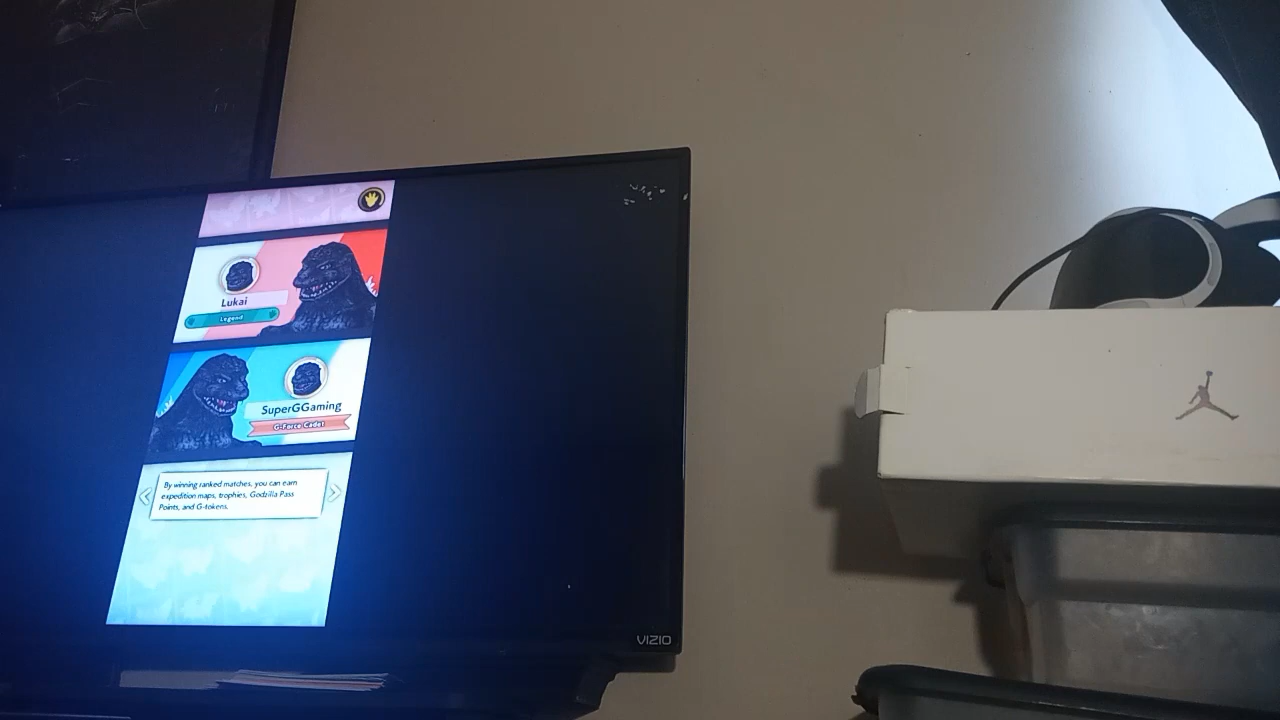 Lukai
Legend
SuperGGaming
G-Force Cadet
By winning ranked matches, you can earn
expedition maps, trophies, Godzilla Pass
Points, and G-tokens.
VIZIO